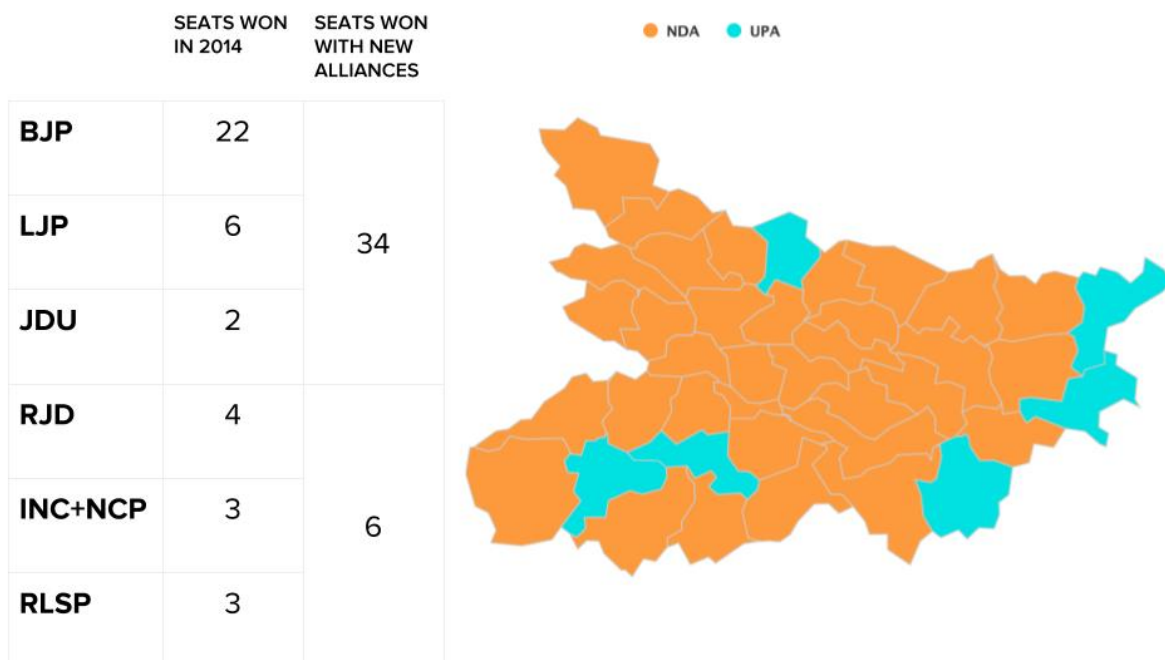 SEATS WON
IN 2014
SEATS WON
WITH NEW
ALLIANCES
NDA
UPA
BJP
22
LJP
6
34
JDU
2
RJD
4
INC+NCP
3
6
RLSP
3